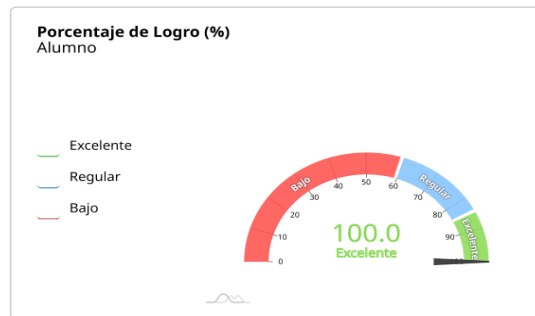 Porcentaje de Logro (%)
Alumno
Excelente
Regular
Bajo
0
10
20
30
40
50
60
70
80
90
Bajo
Regular
Excelente
100.0
Excelente